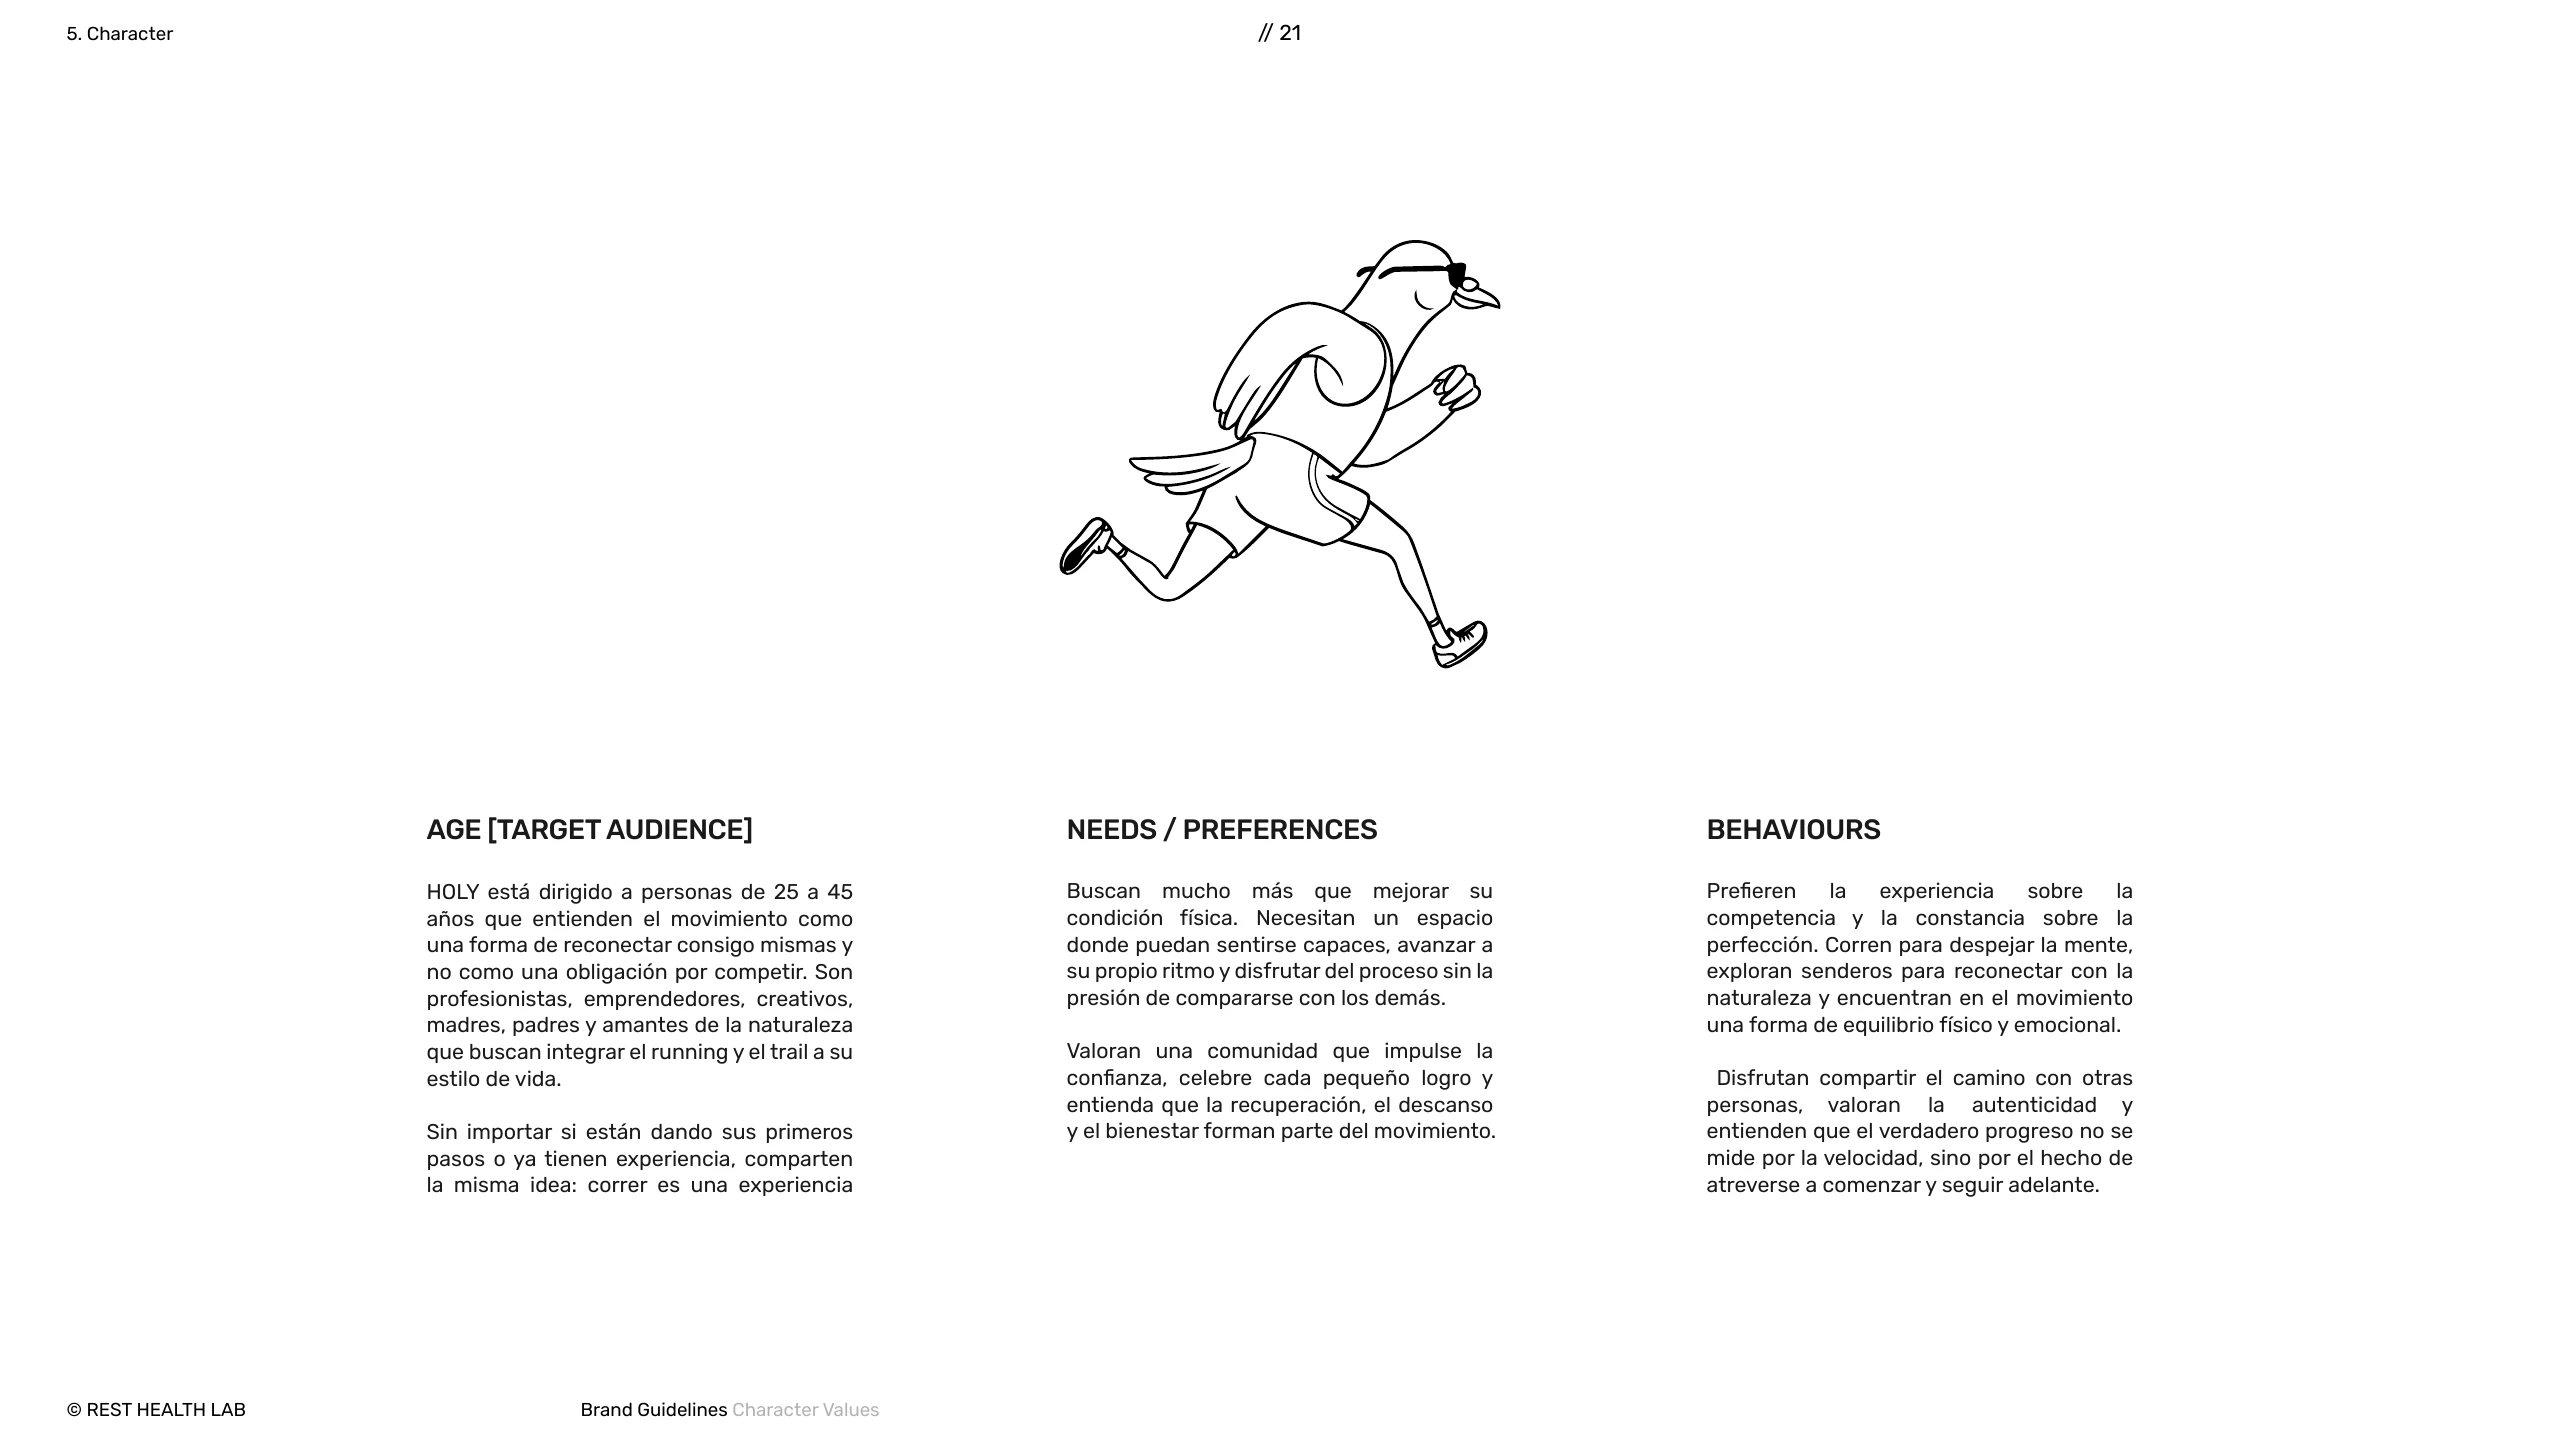 5. Character
// 21
AGE [TARGET AUDIENCE]
HOLY está dirigido a personas de 25 a 45
años que entienden el movimiento como
una forma de reconectar consigo mismas y
no como una obligación por competir. Son
profesionistas, emprendedores, creativos,
madres, padres y amantes de la naturaleza
que buscan integrar el running y el trail a su
estilo de vida.
Sin importar si están dando sus primeros
pasos o ya tienen experiencia, comparten
la misma idea: correr es una experiencia
NEEDS / PREFERENCES
Buscan mucho más que mejorar su
condición física. Necesitan un espacio
donde puedan sentirse capaces, avanzar a
su propio ritmo y disfrutar del proceso sin la
presión de compararse con los demás.
Valoran una comunidad que impulse la
confianza, celebre cada pequeño logro y
entienda que la recuperación, el descanso
y el bienestar forman parte del movimiento.
BEHAVIOURS
Prefieren la experiencia sobre la
competencia y la constancia sobre la
perfección. Corren para despejar la mente,
exploran senderos para reconectar con la
naturaleza y encuentran en el movimiento
una forma de equilibrio físico y emocional.
Disfrutan compartir el camino con otras
personas, valoran la autenticidad y
entienden que el verdadero progreso no se
mide por la velocidad, sino por el hecho de
atreverse a comenzar y seguir adelante.
© REST HEALTH LAB
Brand Guidelines Character Values